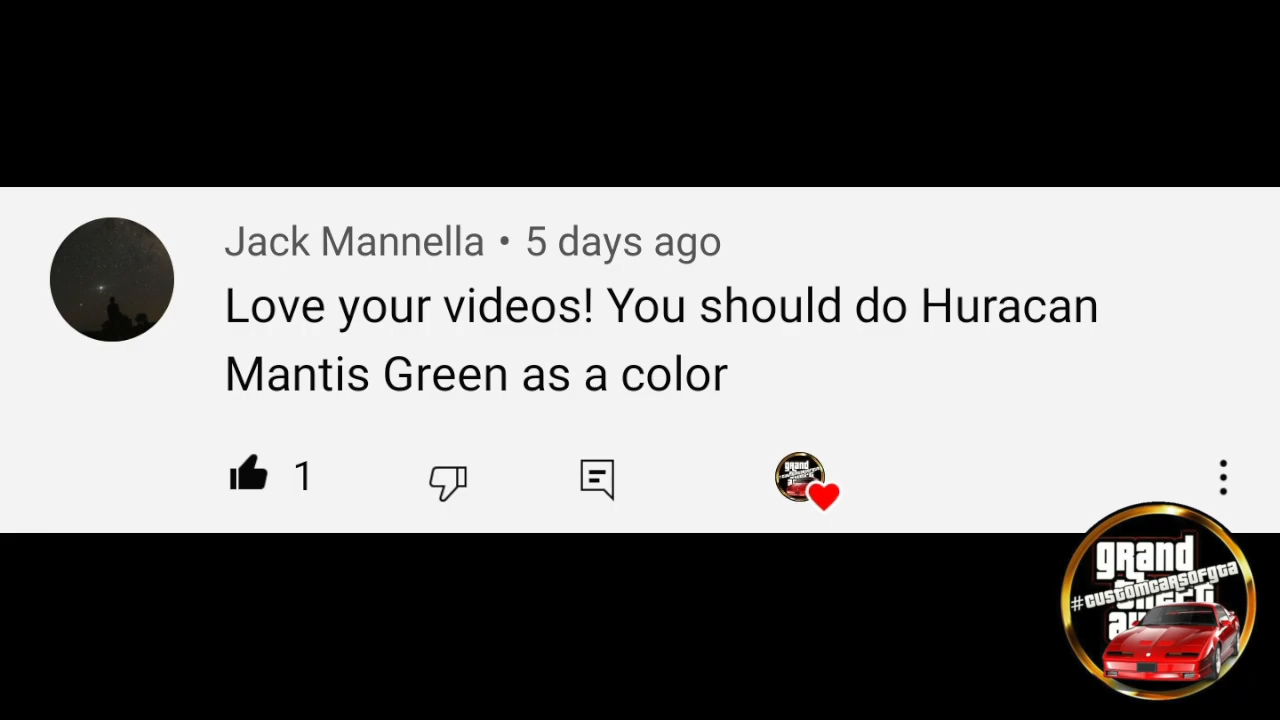 Jack Mannella • 5 days ago
Love your videos! You should do Huracan
Mantis Green as a color
1
grand
#customcarsofgta